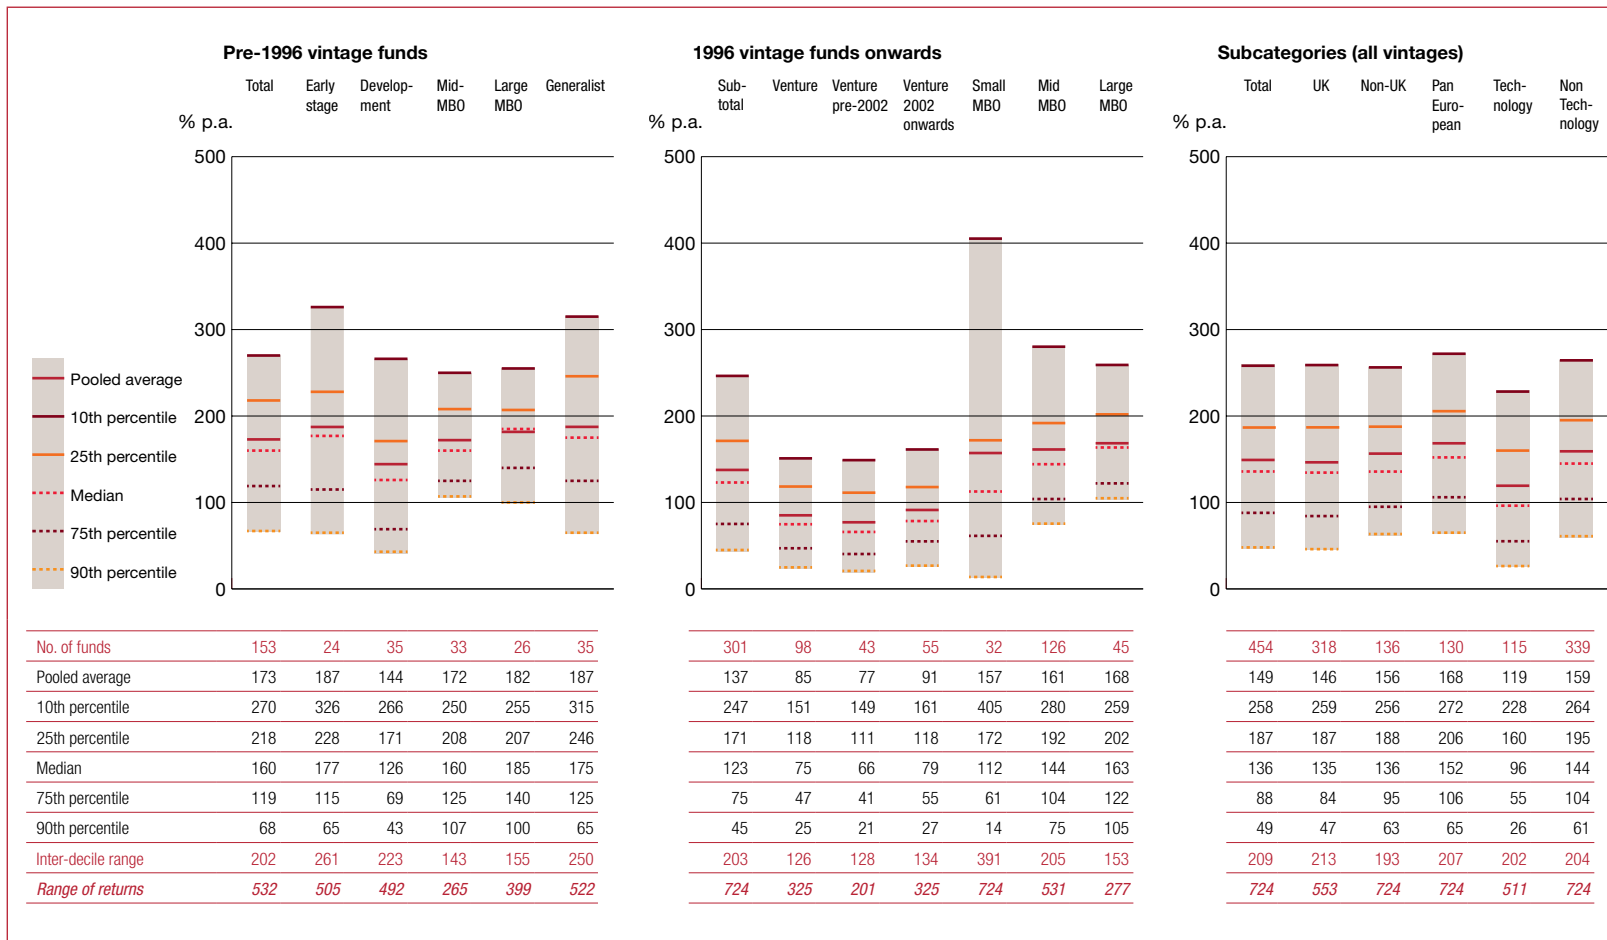 Pre-1996 vintage funds
Total Early stage Develop-ment Mid-MBO Large MBO Generalist
% p.a.
500
400
300
200
100
0
1996 vintage funds onwards
Sub-total Venture Venture pre-2002 Venture 2002 onwards Small MBO Mid MBO Large MBO
% p.a.
500
400
300
200
100
0
Subcategories (all vintages)
Total UK Non-UK Pan Euro-pean Tech-nology Non Tech-nology
% p.a.
500
400
300
200
100
0
Pooled average
10th percentile
25th percentile
Median
75th percentile
90th percentile
No. of funds 153 24 35 33 26 35 301 98 43 55 32 126 45 454 318 136 130 115 339
Pooled average 173 187 144 172 182 187 137 85 77 91 157 161 168 149 146 156 168 119 159
10th percentile 270 326 266 250 255 315 247 151 149 161 405 280 259 258 259 256 272 228 264
25th percentile 218 228 171 208 207 246 171 118 111 118 172 192 202 187 187 188 206 160 195
Median 160 177 126 160 185 175 123 75 66 79 112 144 163 136 135 136 152 96 144
75th percentile 119 115 69 125 140 125 75 47 41 55 61 104 122 88 84 95 106 55 104
90th percentile 68 65 43 107 100 65 45 25 21 27 14 75 105 49 47 63 65 26 61
Inter-decile range 202 261 223 143 155 250 203 126 128 134 391 205 153 209 213 193 207 202 204
Range of returns 532 505 492 265 399 522 724 325 201 325 724 531 277 724 553 724 724 511 724